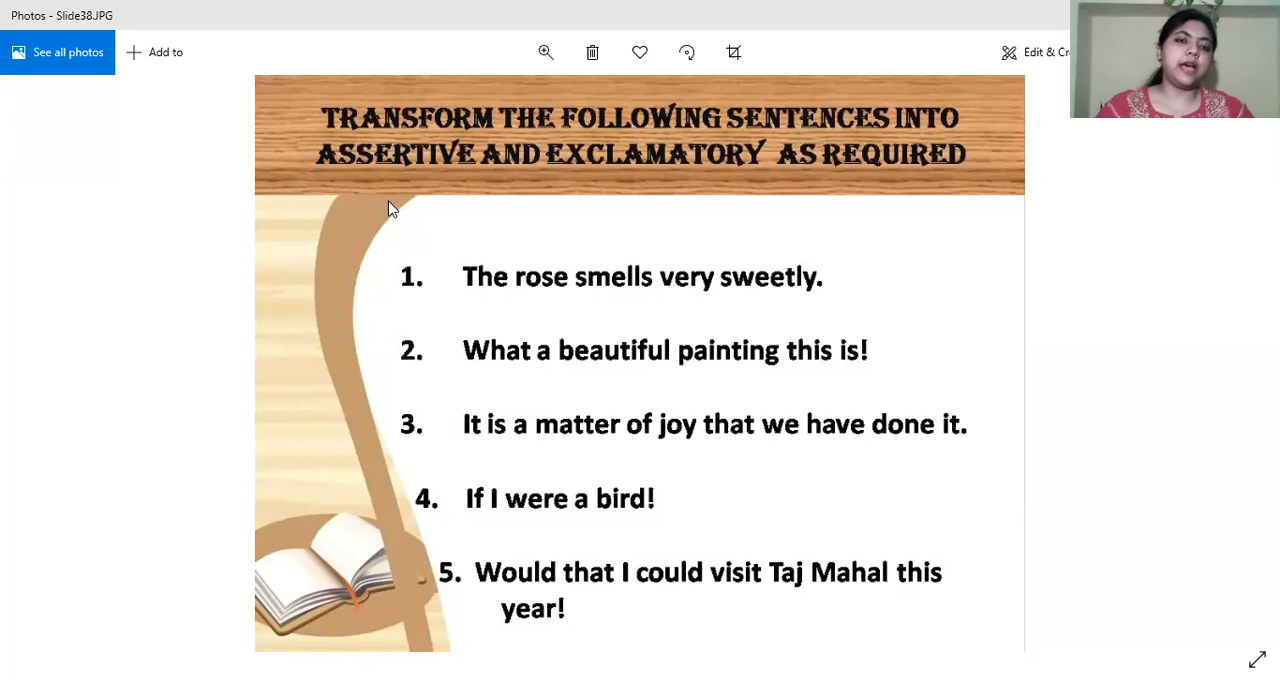 Photos - Slide38.JPG
See all photos
Add to
Edit & Cr
TRANSFORM THE FOLLOWING SENTENCES INTO
ASSERTIVE AND EXCLAMATORY AS REQUIRED
1. The rose smells very sweetly.
2. What a beautiful painting this is!
3. It is a matter of joy that we have done it.
4. If I were a bird!
5. Would that I could visit Taj Mahal this
year!